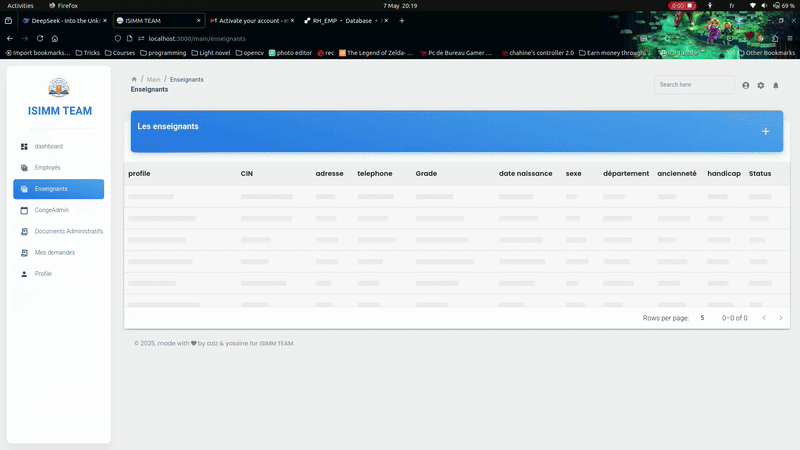 Activities Firefox 7 May 20:19 fr 69 %
DeepSeek - Into the Unkn ISIMM TEAM Activate your account - m RH_EMP · Database ·
localhost:3000/main/enseignants
Import bookmarks... Tricks Courses programming Light novel opencv photo editor rec The Legend of Zelda-... Pc de Bureau Gamer ... chahine's controller 2.0 Earn money through... Other Bookmarks
ISIMM TEAM
dashboard
Employés
Enseignants
CongeAdmin
Documents Administratifs
Mes demandes
Profile
/ Main / Enseignants
Enseignants
Search here
Les enseignants
profile CIN adresse telephone Grade date naissance sexe département ancienneté handicap Status
Rows per page: 5 0–0 of 0
© 2025, made with by aziz & yassine for ISIMM TEAM.